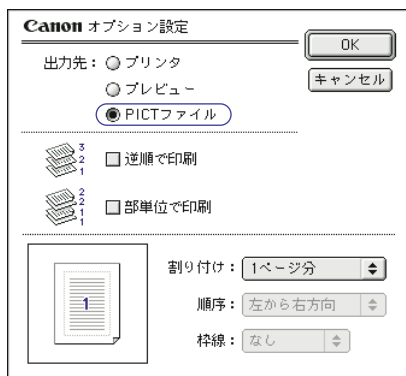 Canon オプション設定
OK
キャンセル
出力先：
プリンタ
プレビュー
PICTファイル
3
2
1
逆順で印刷
2
2
1
1
部単位で印刷
1
割り付け： 1ページ分
順序： 左から右方向
枠線： なし